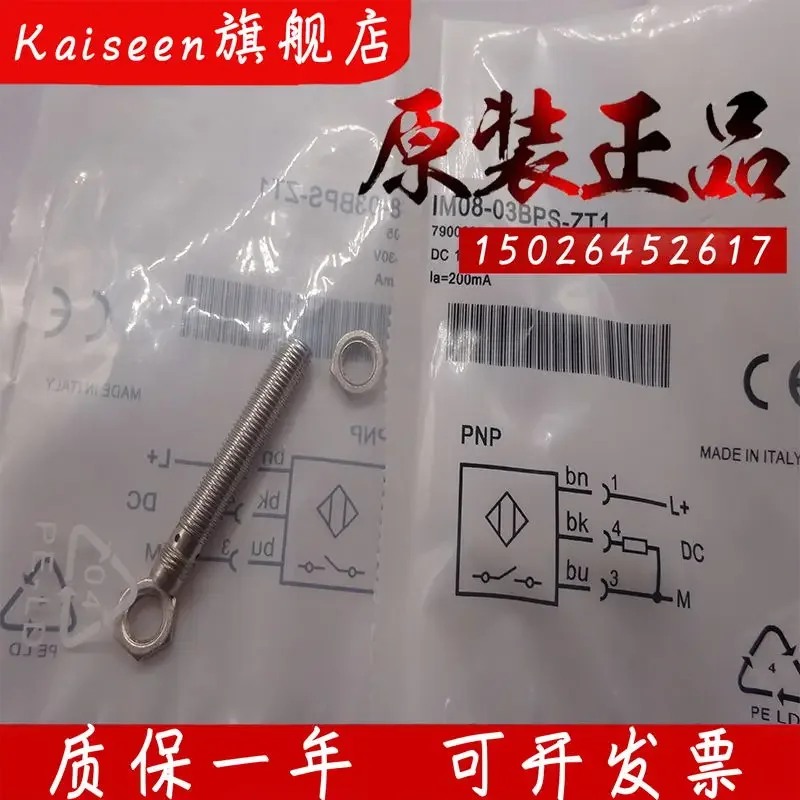 Kaiseen旗舰店
原装正品
IM08-03BPS-ZT1
15026452617
Ia=200mA
PNP
MADE IN ITALY
bn 1 L+
bk 4 DC
bu 3 M
4
PE LD
8-03BPS-ZT1
MADE IN ITALY
PNP
L+ bn
DC bk
M 3 bu
04
PE LD
质保一年 可开发票